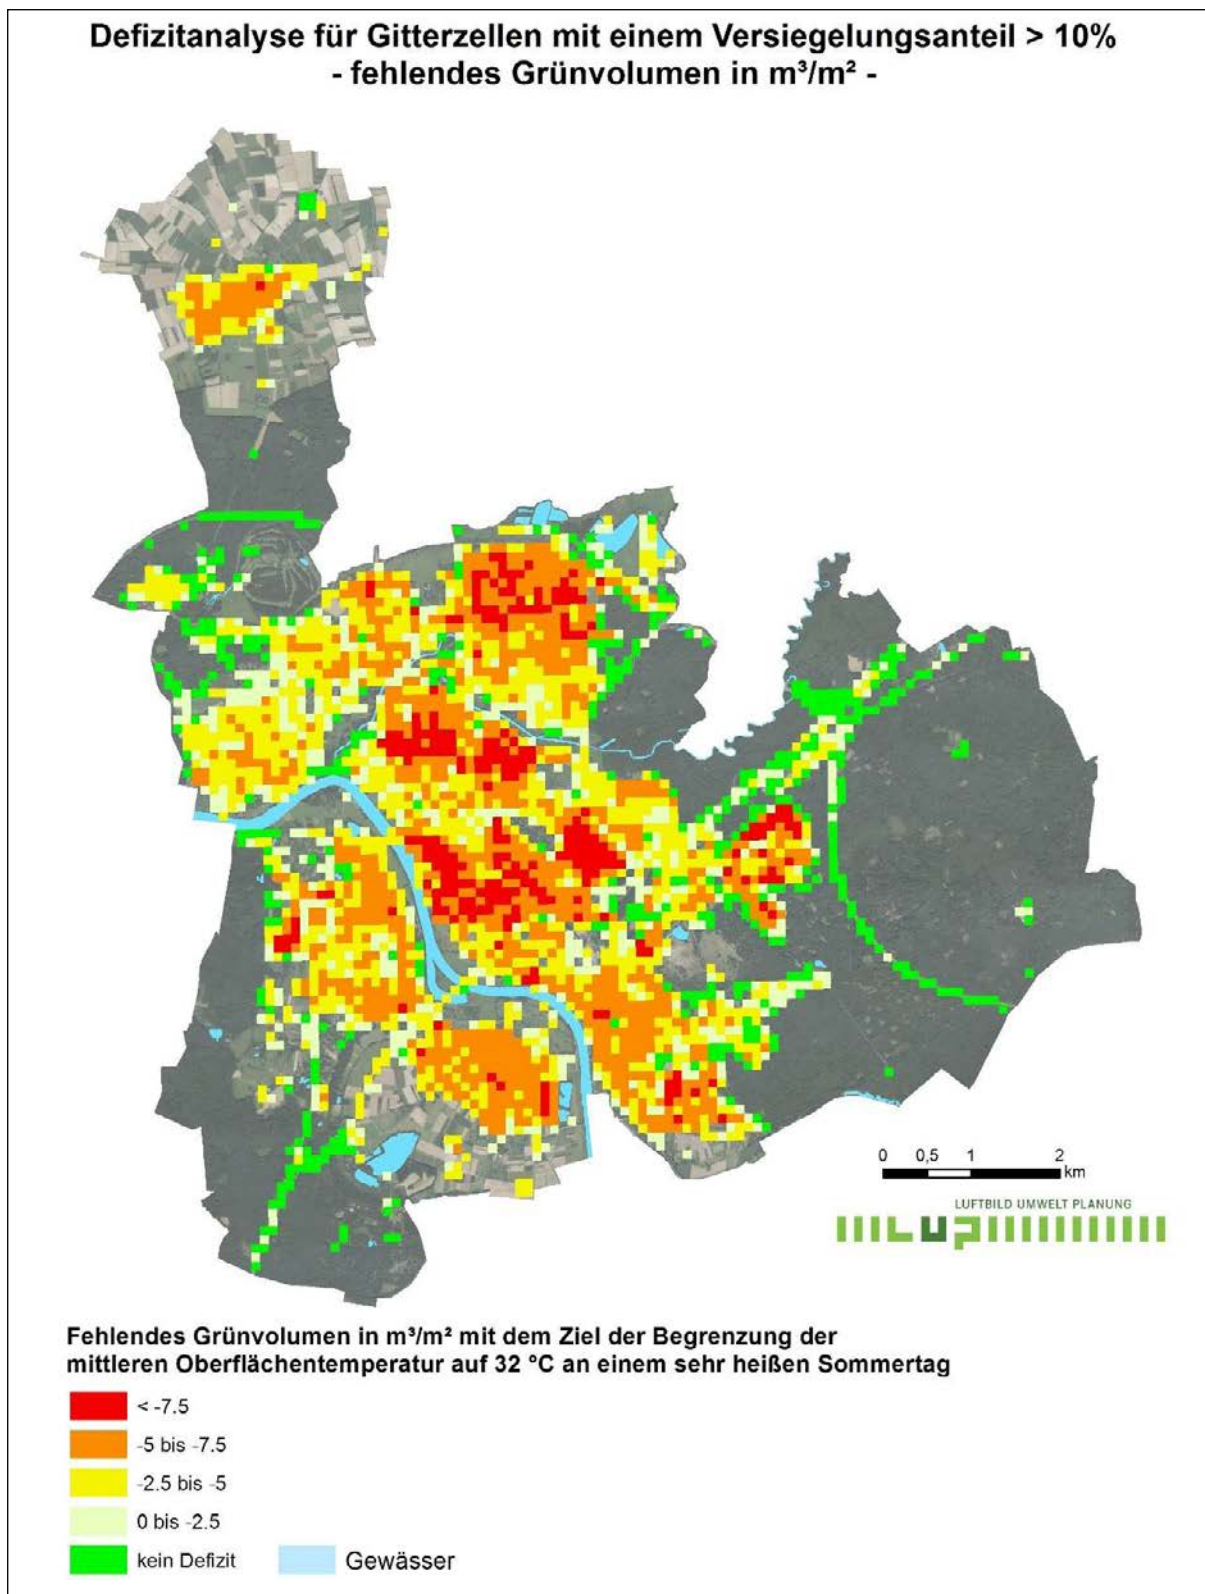 Defizitanalyse für Gitterzellen mit einem Versiegelungsanteil > 10%
- fehlendes Grünvolumen in m³/m² -
0 0,5 1 2
km
LUFTBILD UMWELT PLANUNG
LUP
Fehlendes Grünvolumen in m³/m² mit dem Ziel der Begrenzung der
mittleren Oberflächentemperatur auf 32 °C an einem sehr heißen Sommertag
< -7.5
-5 bis -7.5
-2.5 bis -5
0 bis -2.5
kein Defizit Gewässer